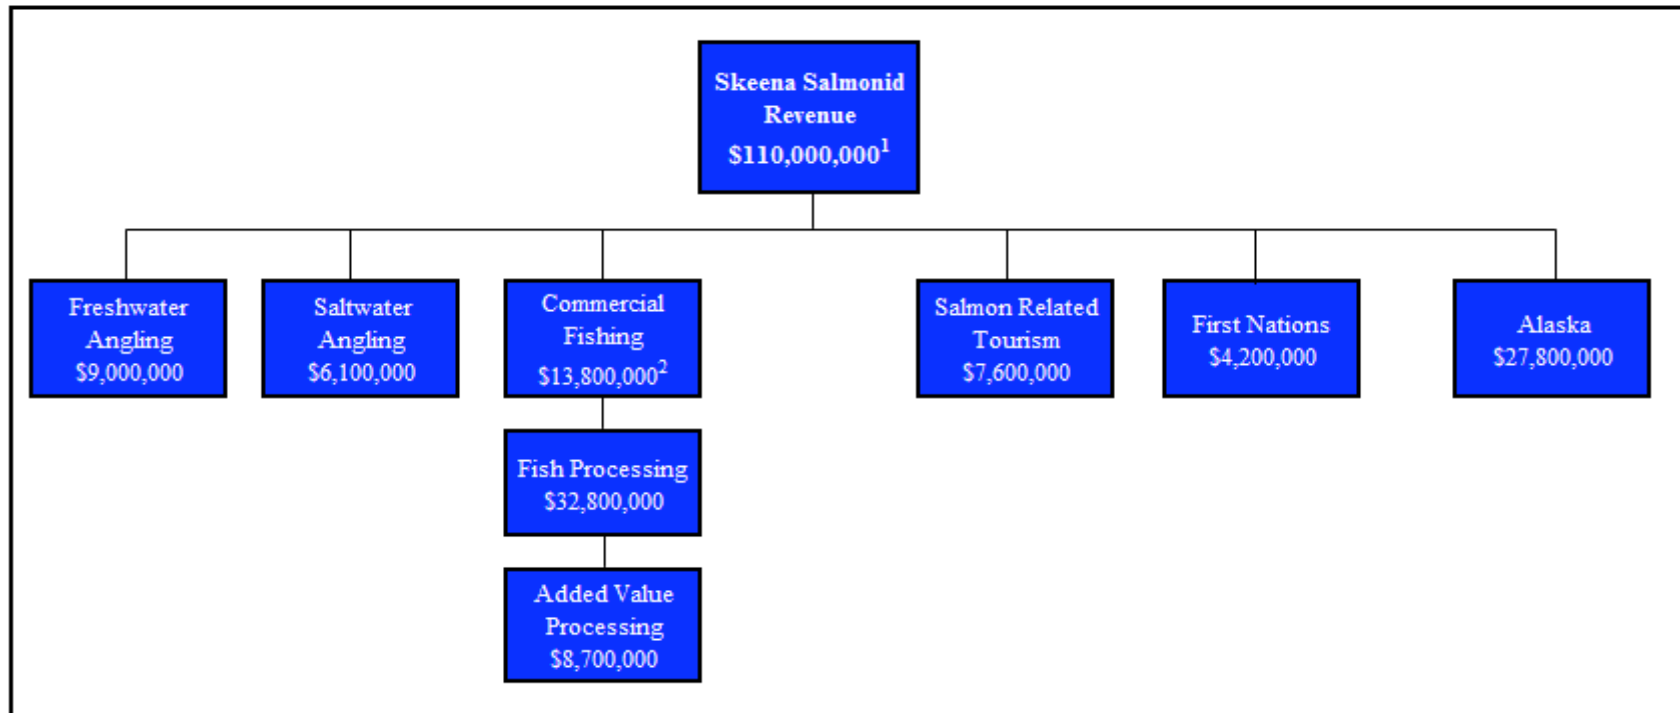 Skeena Salmonid
Revenue
$110,000,000¹
Freshwater
Angling
$9,000,000
Saltwater
Angling
$6,100,000
Commercial
Fishing
$13,800,000²
Salmon Related
Tourism
$7,600,000
First Nations
$4,200,000
Alaska
$27,800,000
Fish Processing
$32,800,000
Added Value
Processing
$8,700,000